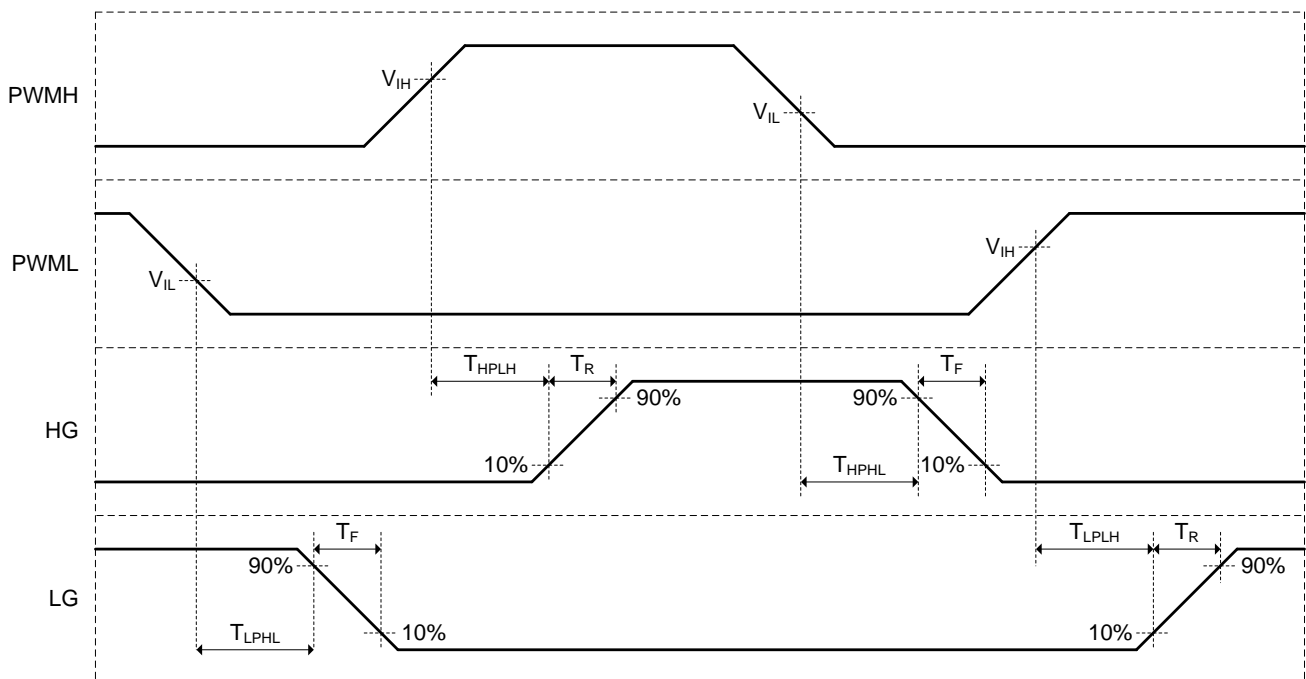 PWMH
V_IH
V_IL
PWML
V_IL
V_IH
HG
T_HPLH
T_R
90%
10%
90%
T_F
T_HPHL
10%
LG
90%
T_F
T_LPHL
10%
T_LPLH
T_R
90%
10%